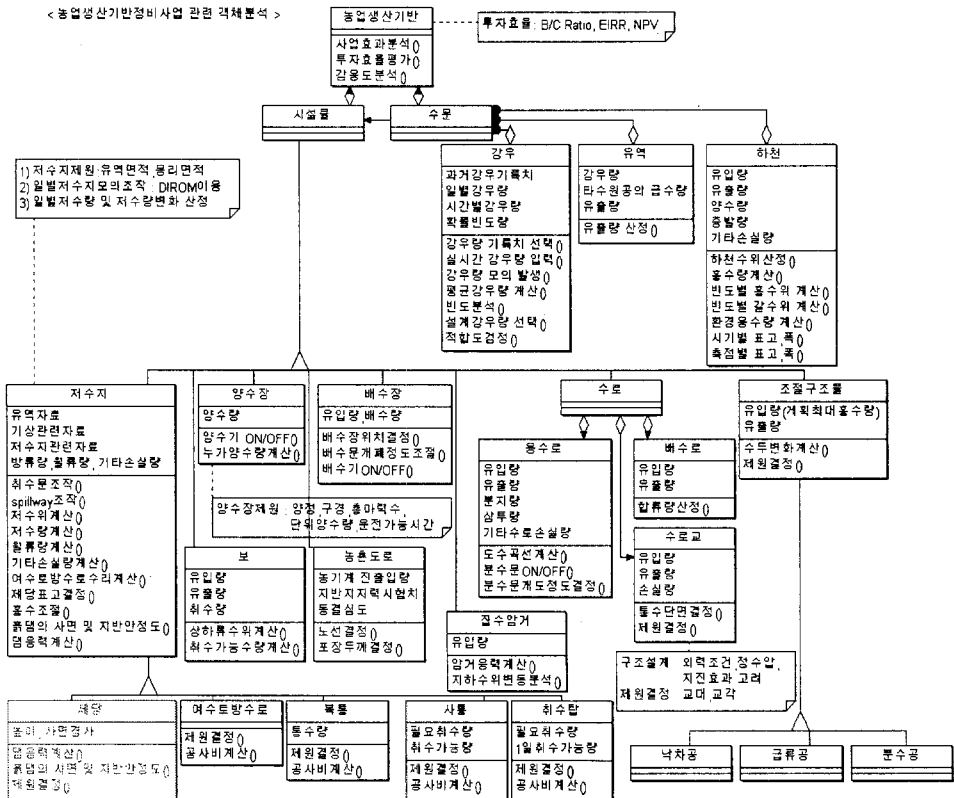 < 농업생산기반정비사업 관련 객체분석 >
농업생산기반
사업효과분석()
투자효율평가()
감응도분석()
투자효율: B/C Ratio, EIRR, NPV
시설물
수문
1) 저수지제원:유역면적,몽리면적
2) 일별저수지모의조작 : DIROM이용
3) 일별저수량 및 저수량변화 산정
강우
과거강우기록치
일별강우량
시간별강우량
확률빈도량
강우량 기록치 선택()
실시간 강우량 입력()
강우량 모의 발생()
평균강우량 계산()
빈도분석()
설계강우량 선택()
적합도검정()
유역
강우량
타수원공의 급수량
유출량
유출량 산정()
하천
유입량
유출량
양수량
증발량
기타손실량
하천수위산정()
홍수량계산()
빈도별 홍수위 계산()
빈도별 갈수위 계산()
환경용수량 계산()
시기별 표고,폭()
측점별 표고,폭()
저수지
유역자료
기상관련자료
저수지관련자료
방류량,월류량, 기타손실량
취수문조작()
spillway조작()
저수위계산()
저수량계산()
월류량계산()
기타손실량계산()
여수토방수로수리계산()
제당표고결정()
홍수조절()
흙댐의 사면 및 지반안정도()
댐응력계산()
양수장
양수량
양수기 ON/OFF()
누가양수량계산()
배수장
유입량,배수량
배수장위치결정()
배수문개폐정도조절()
배수기ON/OFF()
양수장제원 : 양정,구경,총마력수,
단위양수량,운전가능시간
수로
조절구조물
유입량(계획최대홍수량)
유출량
수두변화계산()
제원결정()
용수로
유입량
유출량
분지량
삼투량
기타수로손실량
도수곡선계산()
분수문ON/OFF()
분수문개도정도결정()
배수로
유입량
유출량
합류량산정()
수로교
유입량
유출량
손실량
통수단면결정()
제원결정()
보
유입량
유출량
취수량
상하류수위계산()
취수가능수량계산()
농촌도로
농기계 진출입량
지반지지력시험치
동결심도
노선결정()
포장두께결정()
집수암거
유입량
암거응력계산()
지하수위변동분석()
구조설계 외력조건,정수압,
지진효과 고려
제원결정 교대,교각
제당
높이, 사면경사
댐응력계산()
흙댐의 사면 및 지반안정도()
제원결정()
여수토방수로
제원결정()
공사비계산()
복통
통수량
제원결정()
공사비계산()
사통
필요취수량
취수가능량
제원결정()
공사비계산()
취수탑
필요취수량
1일취수가능량
제원결정()
공사비계산()
낙차공
급류공
분수공